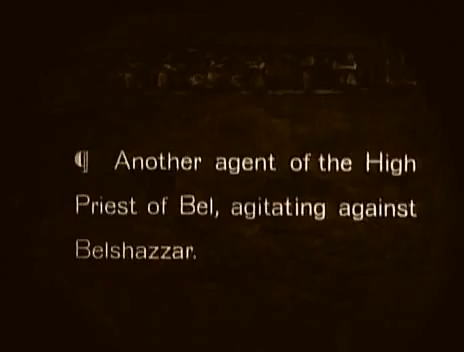 ¶ Another agent of the High
Priest of Bel, agitating against
Belshazzar.